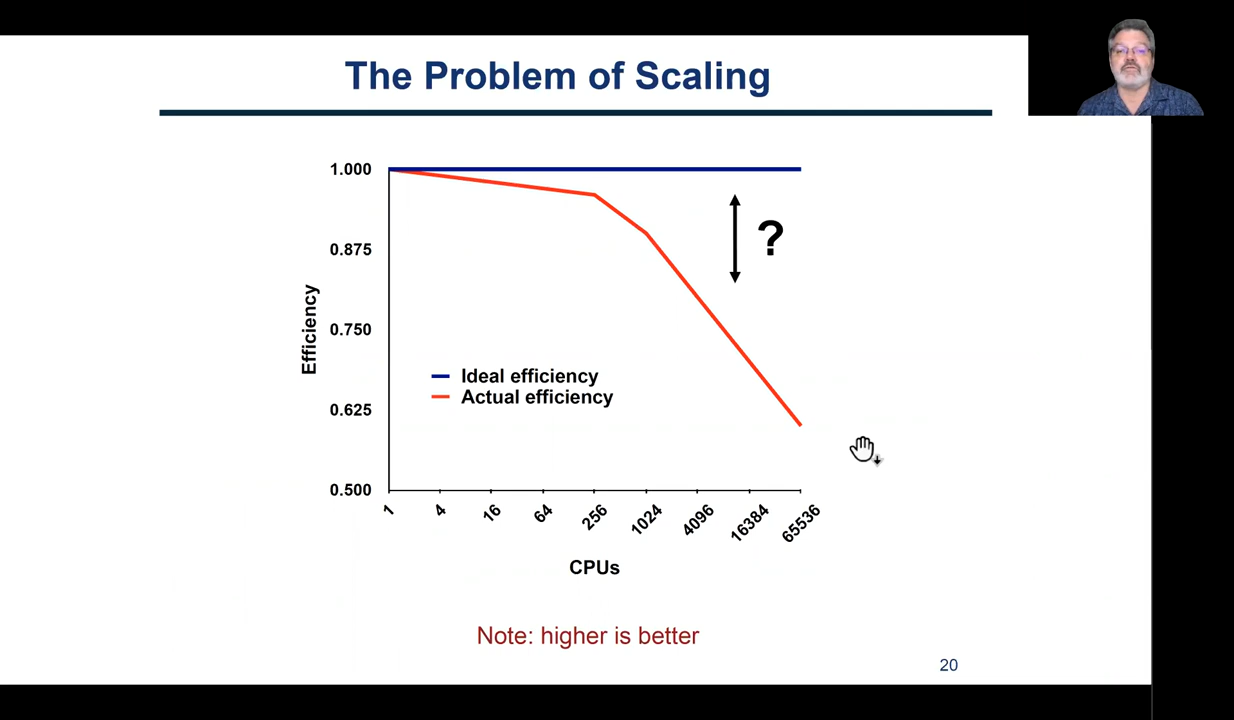 The Problem of Scaling
1.000
0.875
0.750
0.625
0.500
Efficiency
?
Ideal efficiency
Actual efficiency
1
4
16
64
256
1024
4096
16384
65536
CPUs
Note: higher is better
20